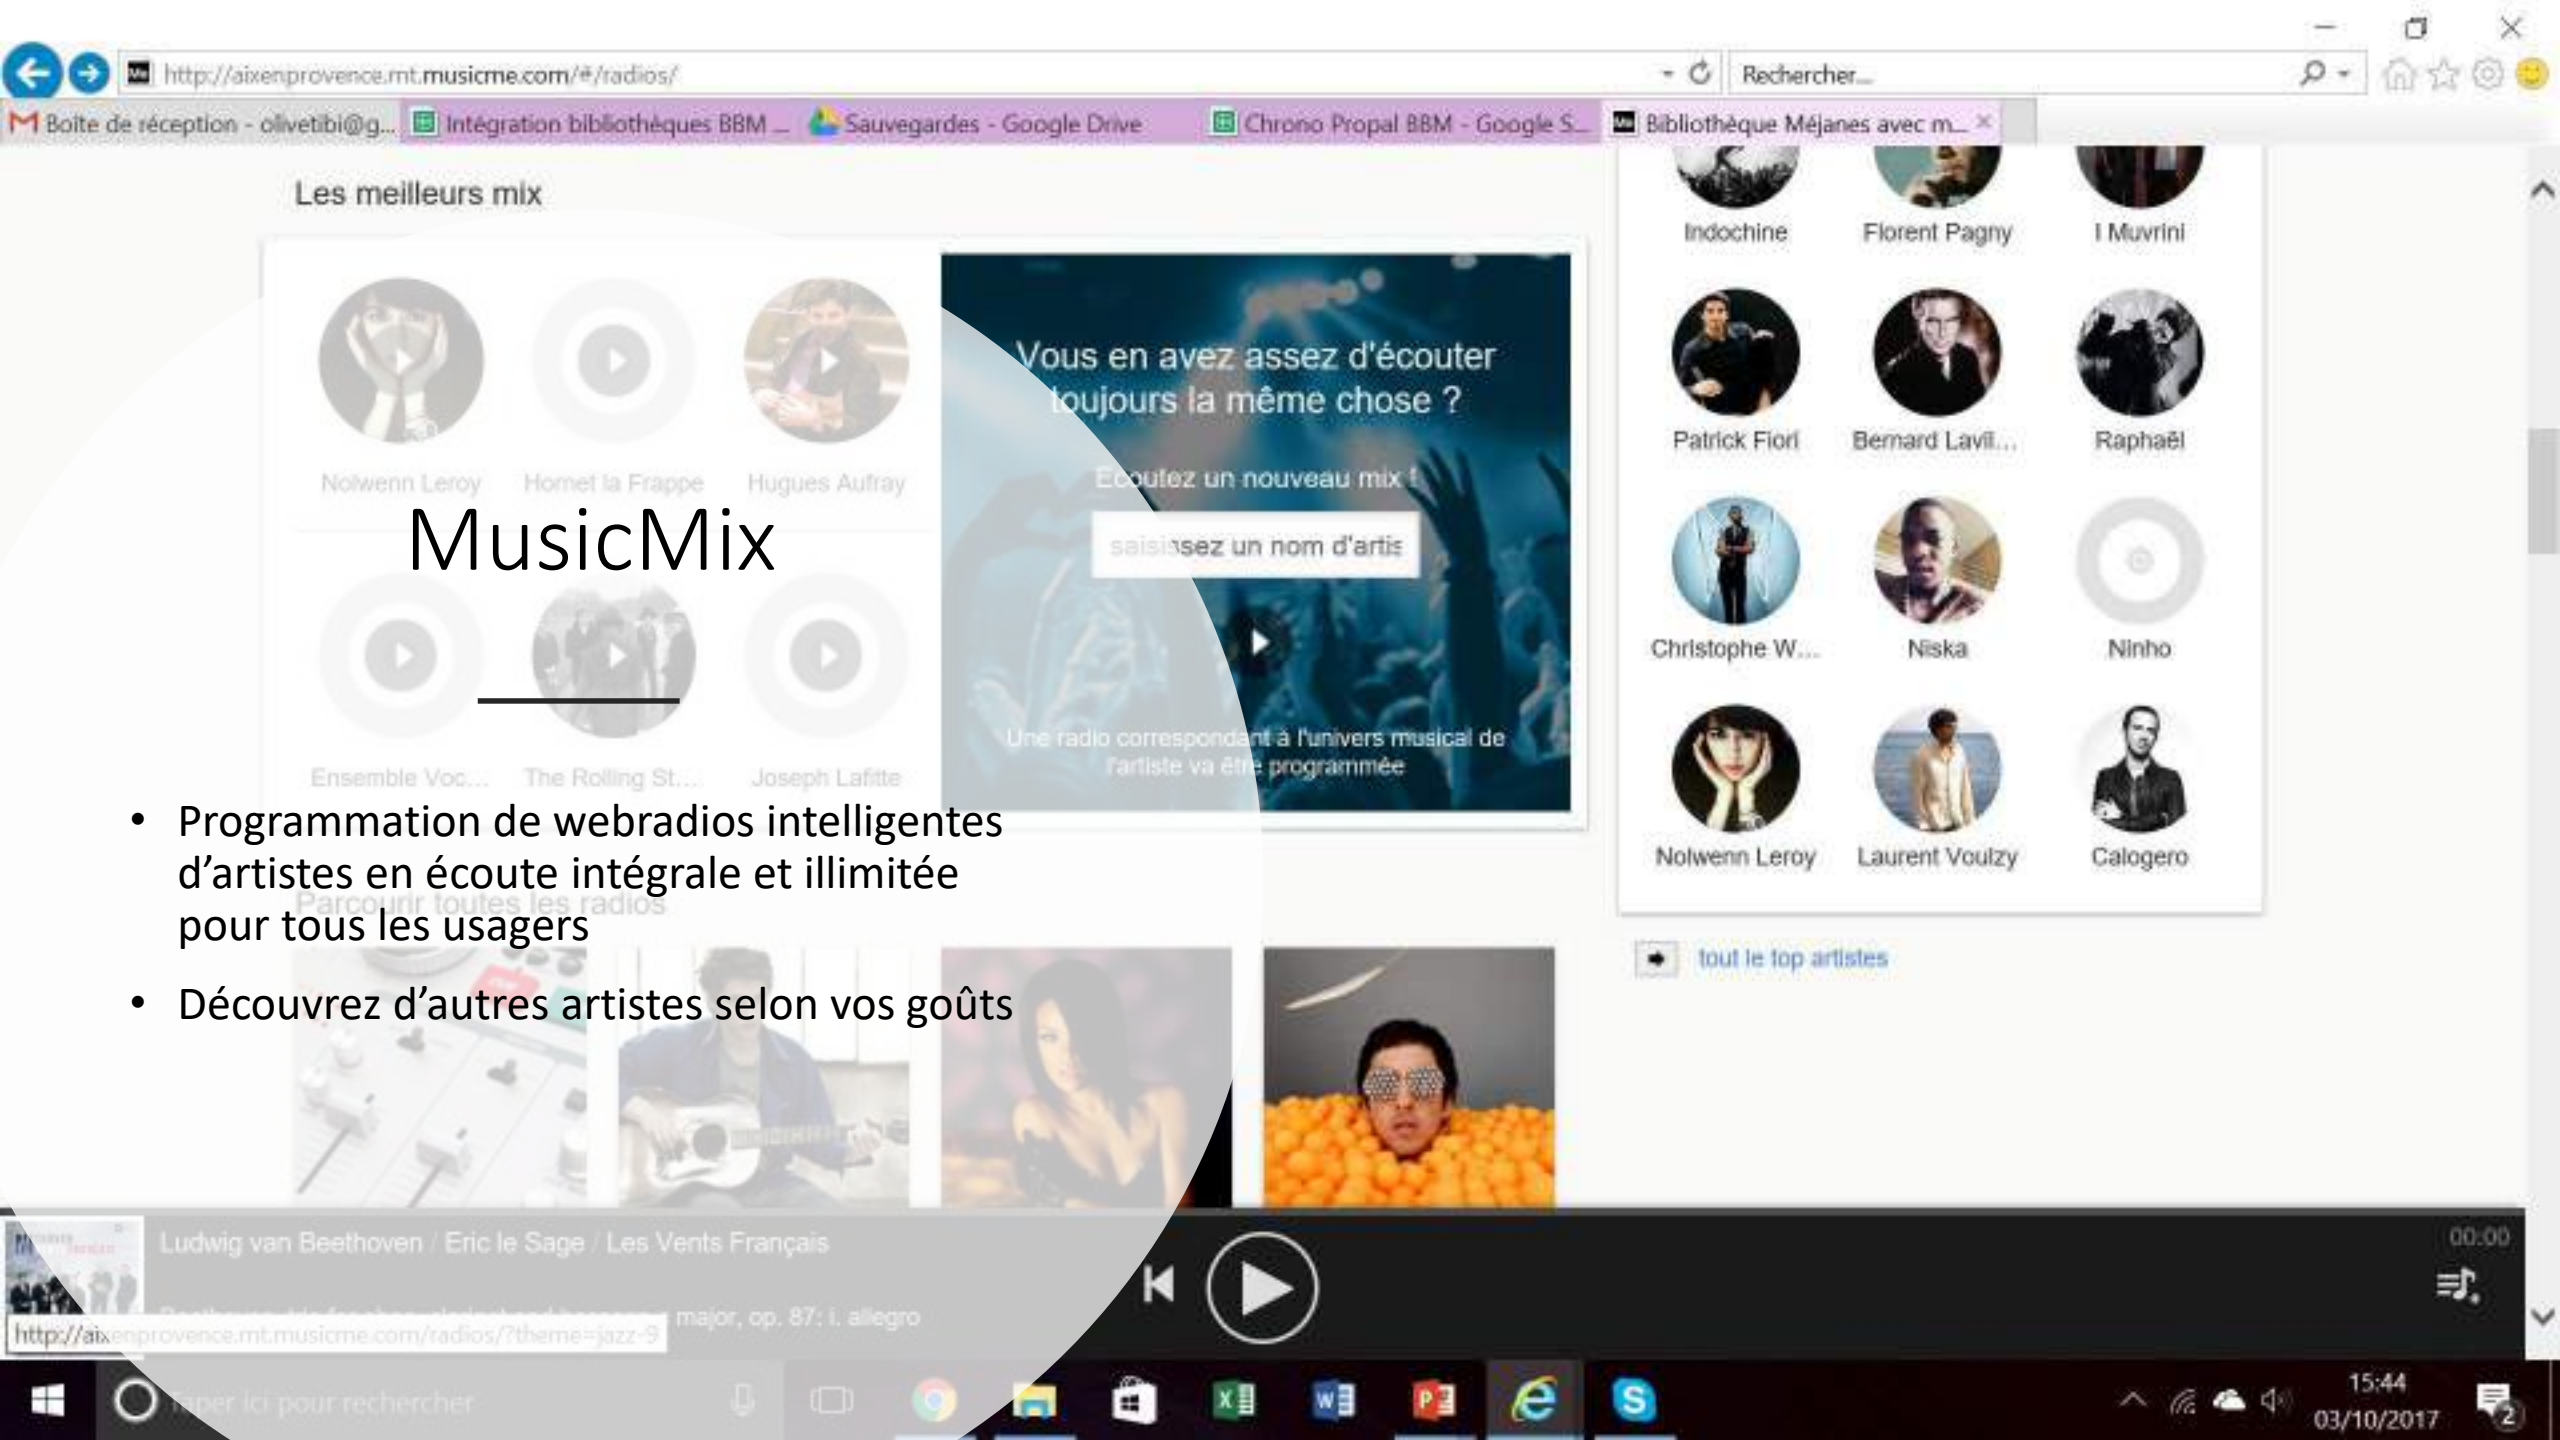 http://aixenprovence.mt.musicme.com/#/radios/
Rechercher...
Boîte de réception - olivetibi@g...
Intégration bibliothèques BBM ...
Sauvegardes - Google Drive
Chrono Propal BBM - Google S...
Bibliothèque Méjanes avec m...
Les meilleurs mix
Nolwenn Leroy
Hornet la Frappe
Hugues Aufray
Ensemble Voc...
The Rolling St...
Joseph Lafitte
Vous en avez assez d'écouter
toujours la même chose ?
Ecoutez un nouveau mix !
saisissez un nom d'artis
Une radio correspondant à l'univers musical de
l'artiste va être programmée
Indochine
Florent Pagny
I Muvrini
Patrick Fiori
Bernard Lavil...
Raphaël
Christophe W...
Niska
Ninho
Nolwenn Leroy
Laurent Voulzy
Calogero
tout le top artistes
MusicMix
• Programmation de webradios intelligentes
d’artistes en écoute intégrale et illimitée
pour tous les usagers
• Découvrez d’autres artistes selon vos goûts
Parcourir toutes les radios
Ludwig van Beethoven / Eric le Sage / Les Vents Français
major, op. 87: i. allegro
00:00
http://aixenprovence.mt.musicme.com/radios/?theme=jazz-9
Taper ici pour rechercher
15:44
03/10/2017
2